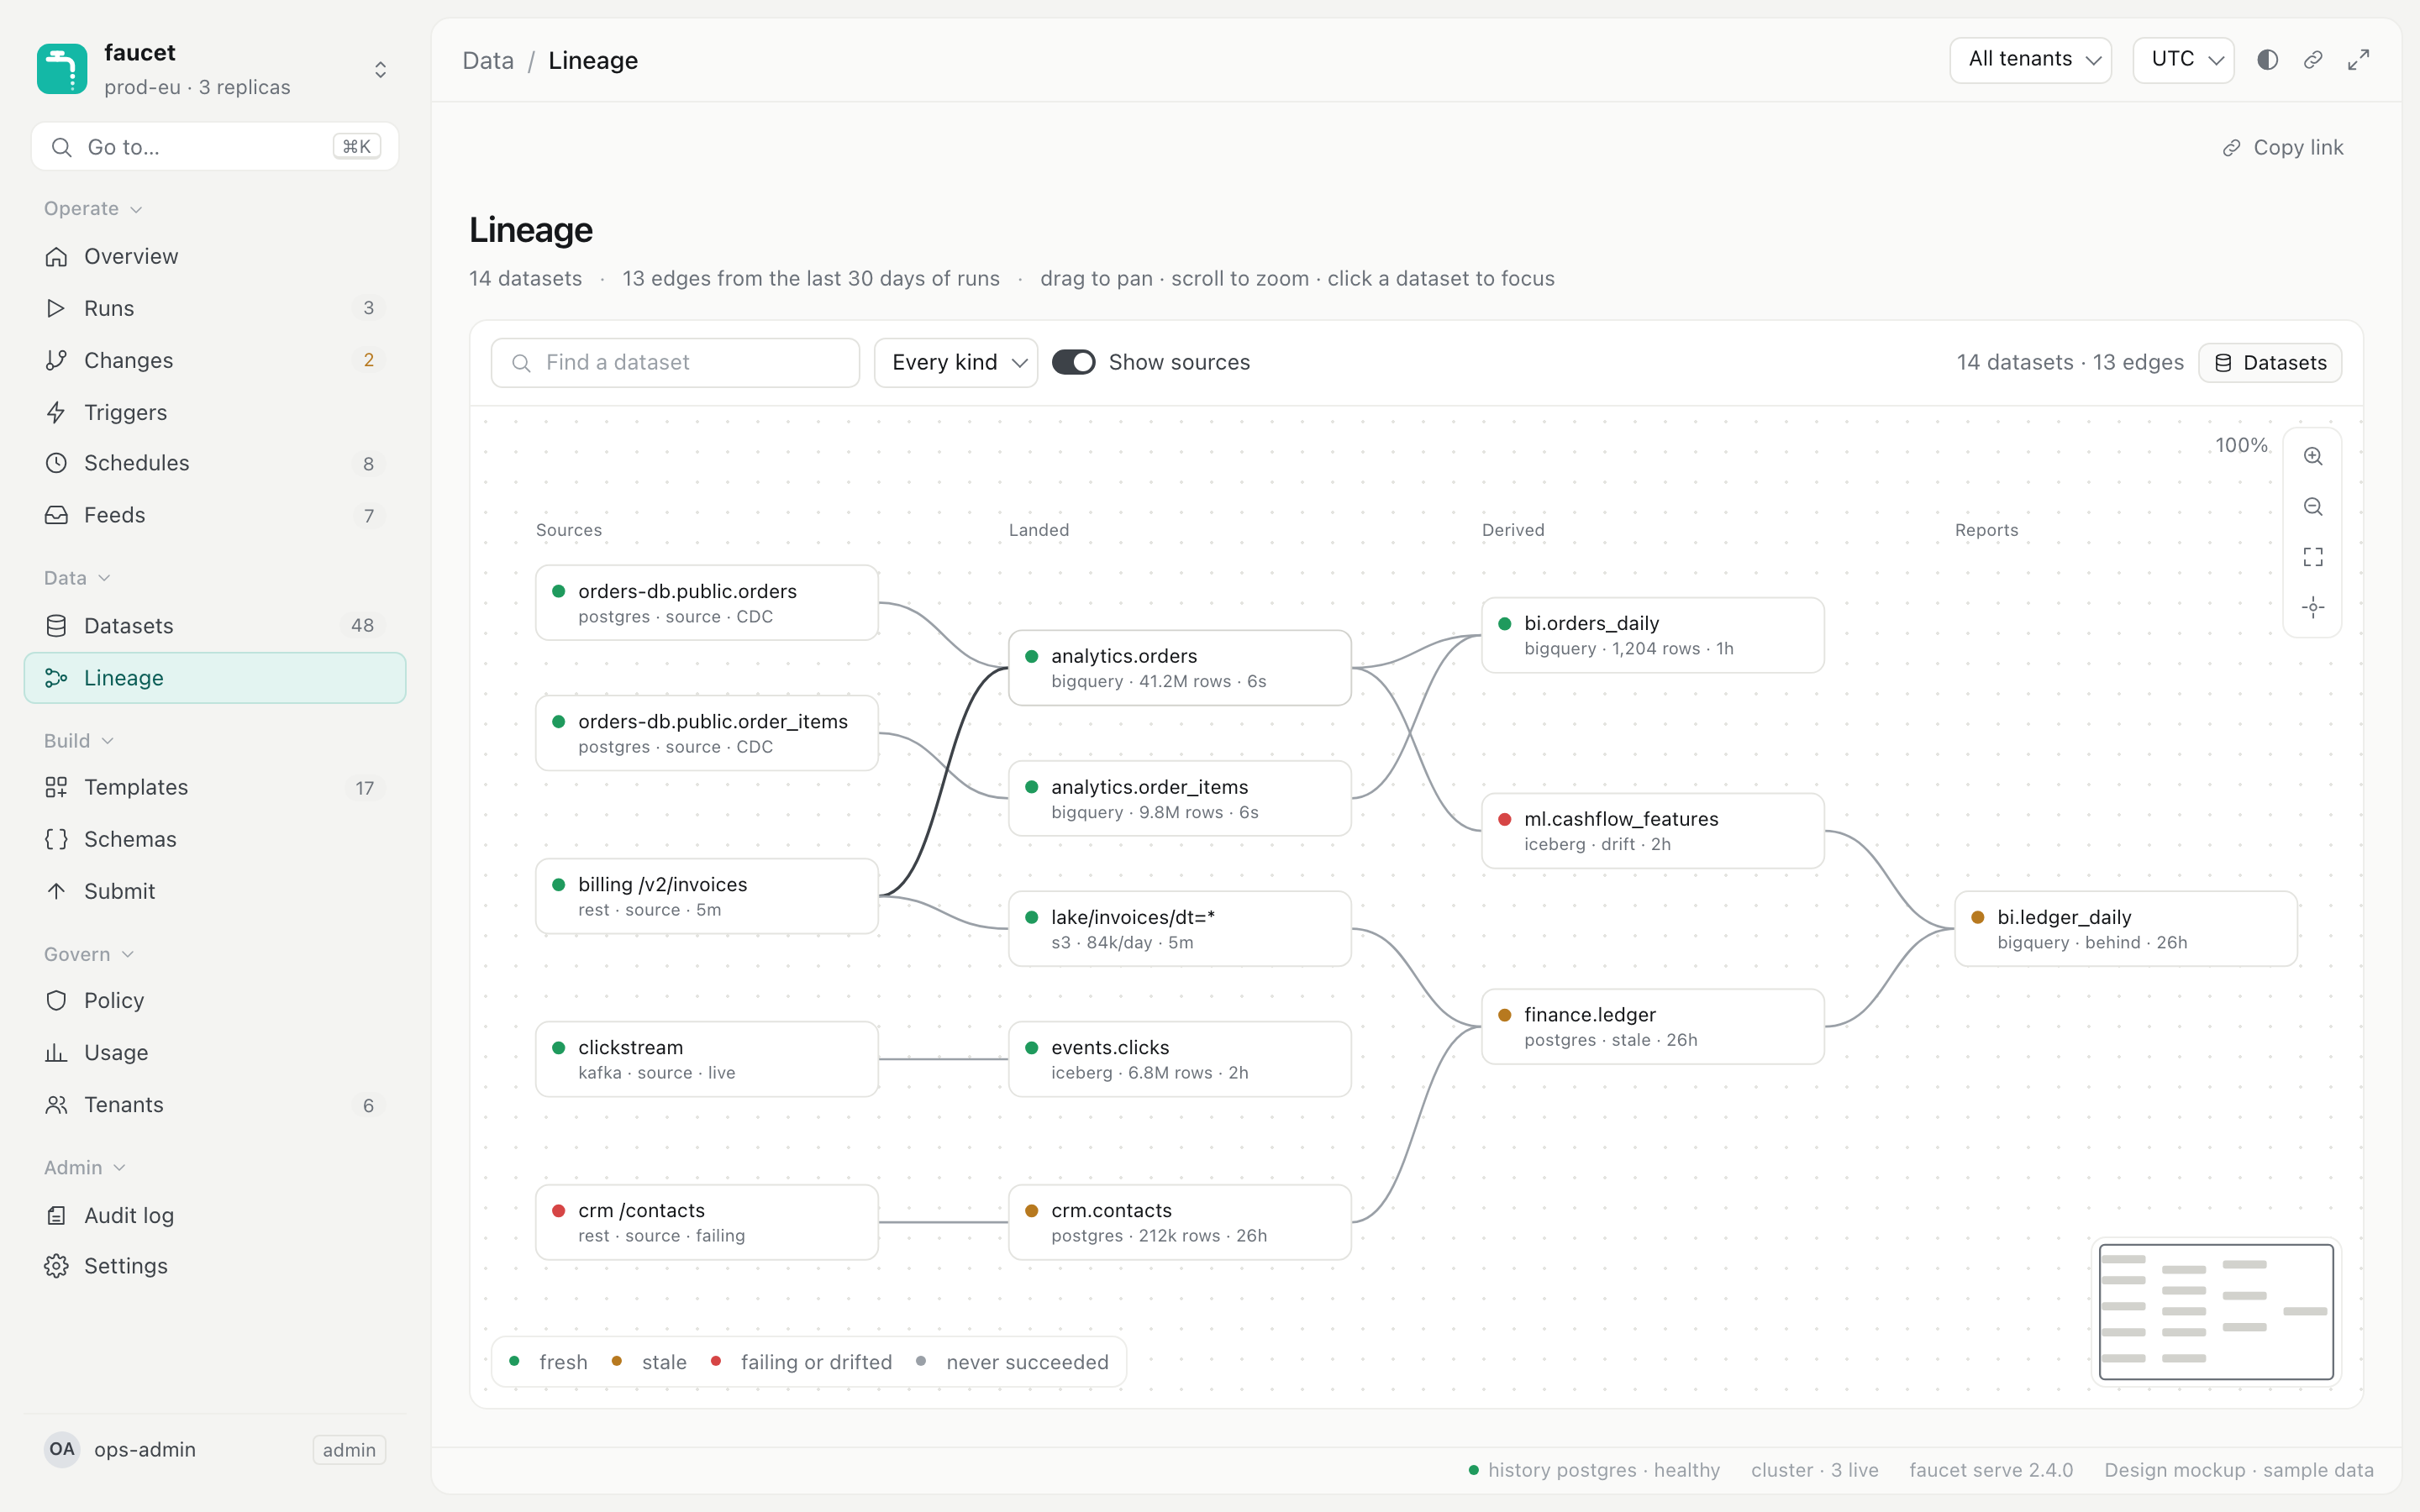 faucet
prod-eu · 3 replicas
Go to...
⌘K
Operate
Overview
Runs 3
Changes 2
Triggers
Schedules 8
Feeds 7
Data
Datasets 48
Lineage
Build
Templates 17
Schemas
Submit
Govern
Policy
Usage
Tenants 6
Admin
Audit log
Settings
OA ops-admin admin
Data / Lineage
All tenants
UTC
Copy link
Lineage
14 datasets · 13 edges from the last 30 days of runs · drag to pan · scroll to zoom · click a dataset to focus
Find a dataset
Every kind
Show sources
14 datasets · 13 edges
Datasets
100%
Sources
orders-db.public.orders
postgres · source · CDC
orders-db.public.order_items
postgres · source · CDC
billing /v2/invoices
rest · source · 5m
clickstream
kafka · source · live
crm /contacts
rest · source · failing
Landed
analytics.orders
bigquery · 41.2M rows · 6s
analytics.order_items
bigquery · 9.8M rows · 6s
lake/invoices/dt=*
s3 · 84k/day · 5m
events.clicks
iceberg · 6.8M rows · 2h
crm.contacts
postgres · 212k rows · 26h
Derived
bi.orders_daily
bigquery · 1,204 rows · 1h
ml.cashflow_features
iceberg · drift · 2h
finance.ledger
postgres · stale · 26h
Reports
bi.ledger_daily
bigquery · behind · 26h
fresh stale failing or drifted never succeeded
history postgres · healthy cluster · 3 live faucet serve 2.4.0 Design mockup · sample data